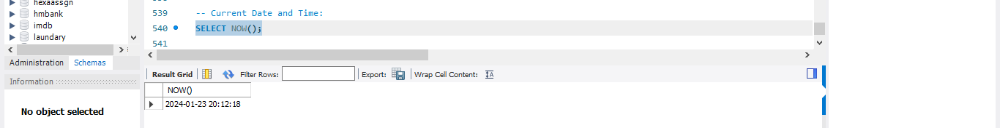 hexaassgn
hmbank
imdb
laundary
Administration Schemas
Information
No object selected
539 -- Current Date and Time:
540 SELECT NOW();
541
Result Grid Filter Rows: Export: Wrap Cell Content: IA
NOW()
2024-01-23 20:12:18